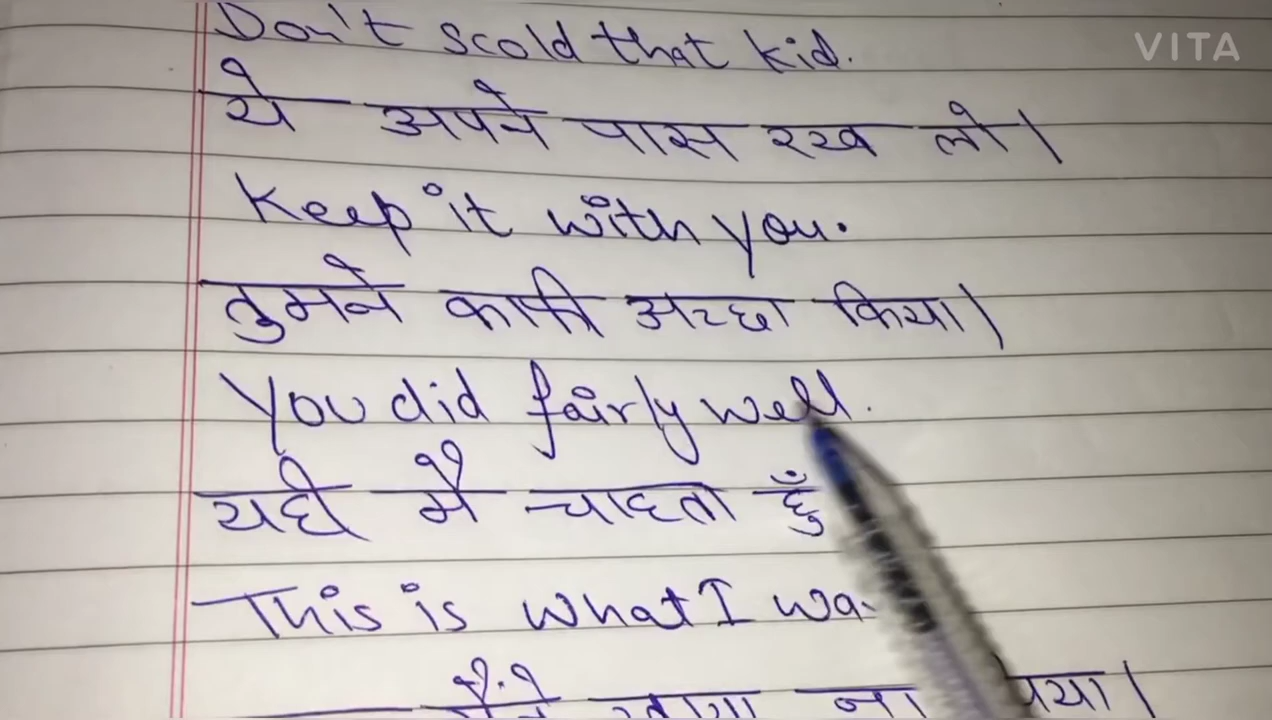 VITA
Don't scold that kid.
ये अपने पास रख लो।
Keep it with you.
तुमने काफी अच्छा किया।
You did fairly well.
यही मै चाहता हूँ
This is what I